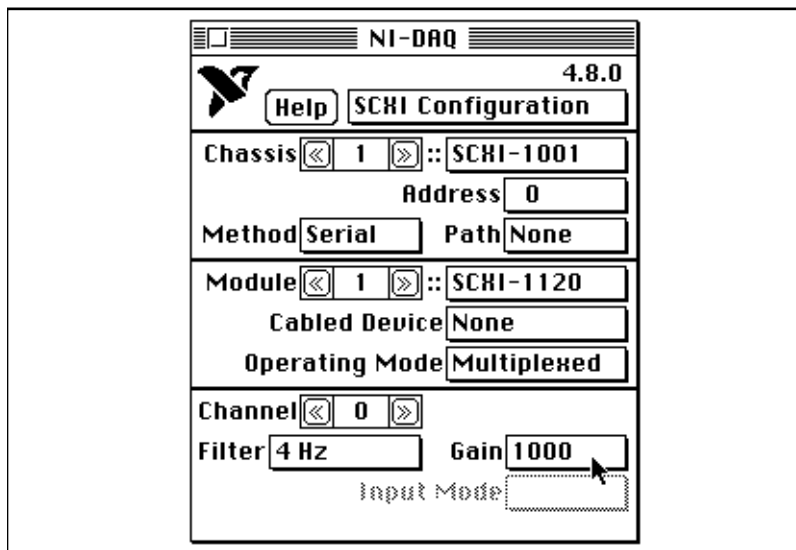 NI-DAQ
4.8.0
Help SCXI Configuration
Chassis 1 :: SCXI-1001
Address 0
Method Serial Path None
Module 1 :: SCXI-1120
Cabled Device None
Operating Mode Multiplexed
Channel 0
Filter 4 Hz Gain 1000
Input Mode